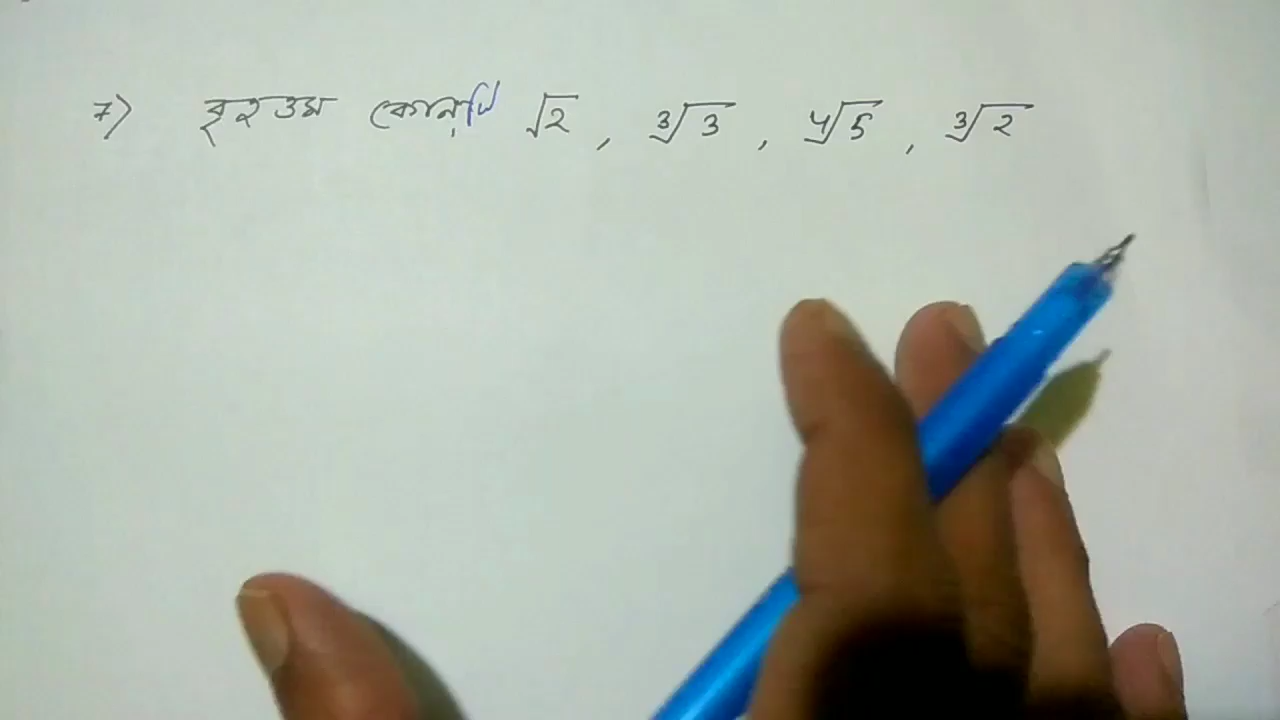 7) বৃহত্তম কোনটি √2 , ∛3 , ∜5 , ∛2